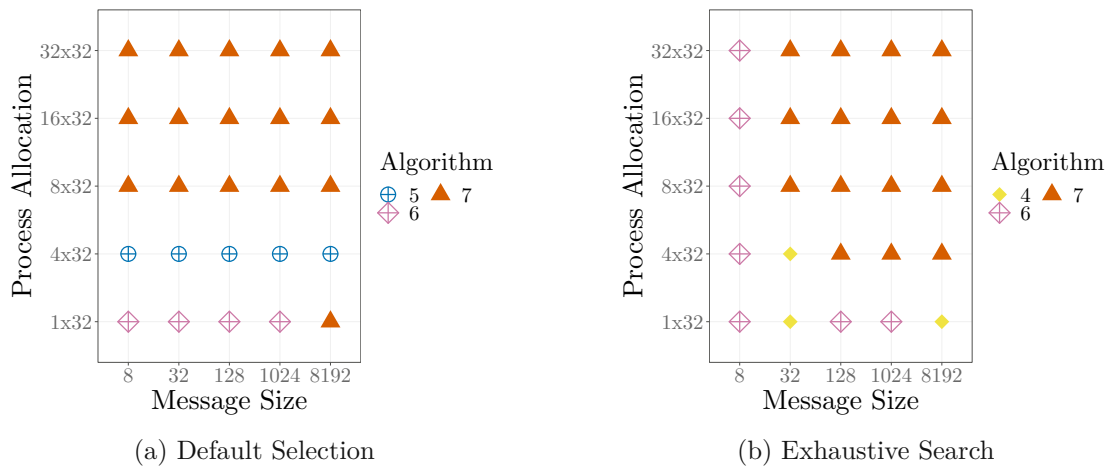 Process Allocation
32x32
16x32
8x32
4x32
1x32
8 32 128 1024 8192
Message Size
Algorithm
5 7
6
(a) Default Selection
Process Allocation
32x32
16x32
8x32
4x32
1x32
8 32 128 1024 8192
Message Size
Algorithm
4 7
6
(b) Exhaustive Search